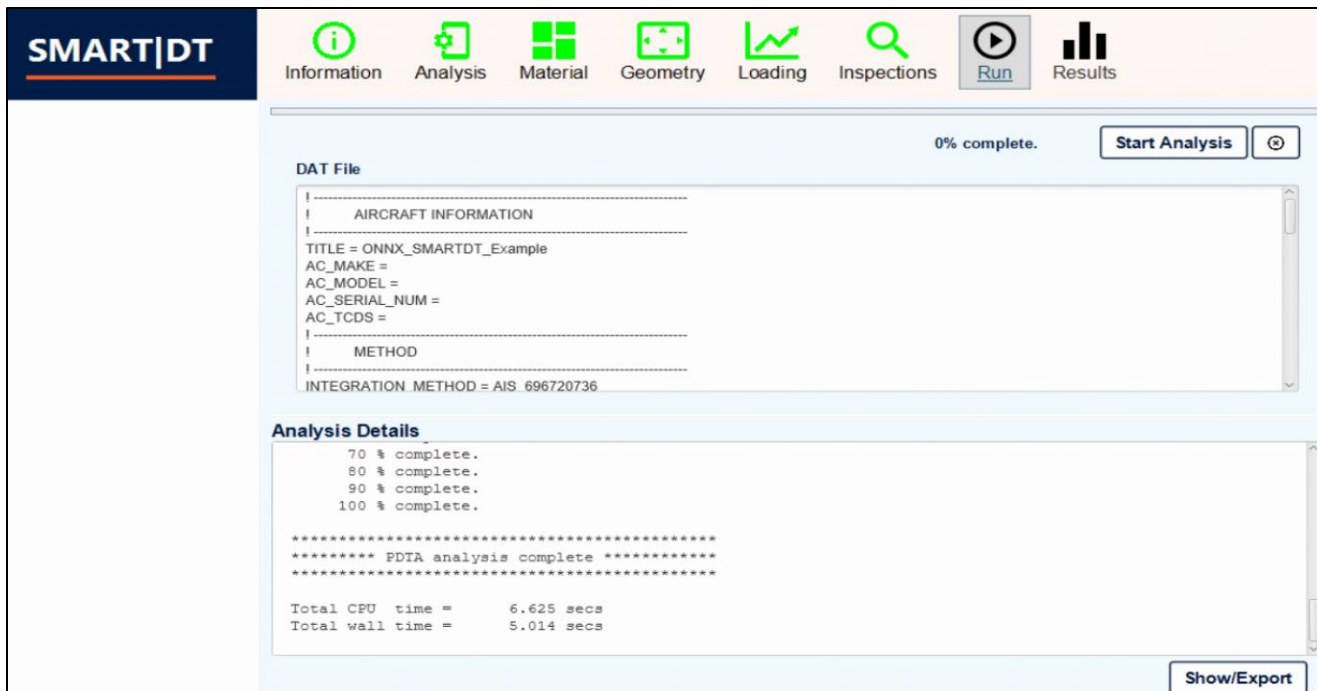 SMART|DT
Information Analysis Material Geometry Loading Inspections Run Results
0% complete. Start Analysis
DAT File
! ------------------------------------------------------------------------------
! AIRCRAFT INFORMATION
! ------------------------------------------------------------------------------
TITLE = ONNX_SMARTDT_Example
AC_MAKE =
AC_MODEL =
AC_SERIAL_NUM =
AC_TCDS =
! ------------------------------------------------------------------------------
! METHOD
! ------------------------------------------------------------------------------
INTEGRATION_METHOD = AIS_696720736
Analysis Details
70 % complete.
80 % complete.
90 % complete.
100 % complete.
*********************************************
********* PDTA analysis complete ************
*********************************************
Total CPU time = 6.625 secs
Total wall time = 5.014 secs
Show/Export